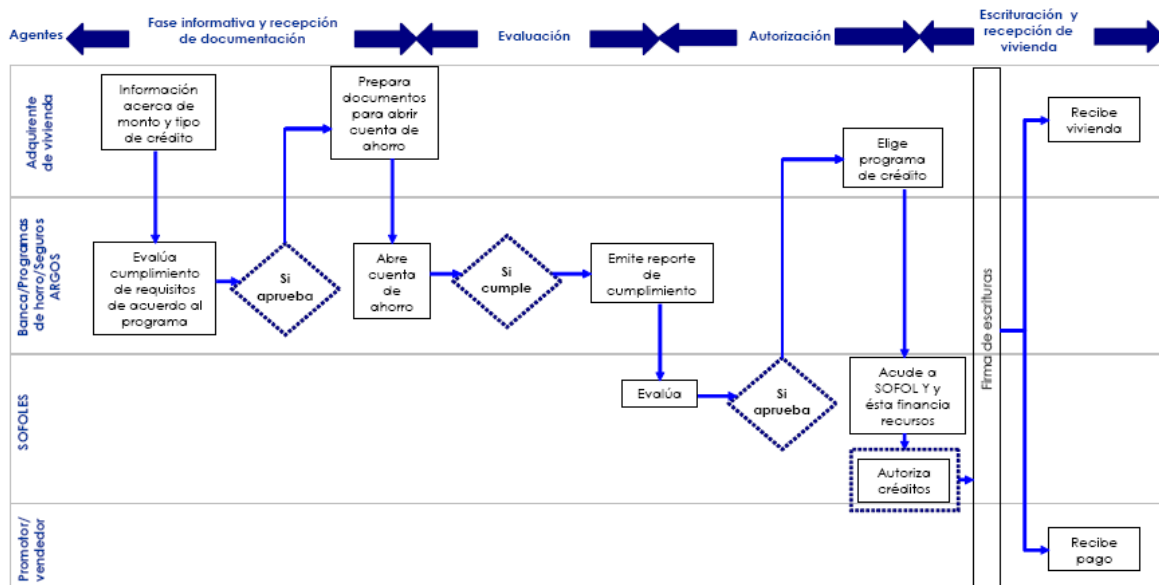 Agentes
Fase informativa y recepción
de documentación
Evaluación
Autorización
Escrituración y
recepción de
vivienda
Adquirente
de vivienda
Información
acerca de
monto y tipo
de crédito
Prepara
documentos
para abrir
cuenta de
ahorro
Elige
programa
de crédito
Recibe
vivienda
Banca/Programas
de horro/Seguros
ARGOS
Evalúa
cumplimiento
de requisitos
de acuerdo al
programa
Si
aprueba
Abre
cuenta
de
ahorro
Si
cumple
Emite reporte
de
cumplimiento
Firma de escrituras
SOFOLES
Evalúa
Si
aprueba
Acude a
SOFOL Y y
ésta financia
recursos
Autoriza
créditos
Promotor/
vendedor
Recibe
pago